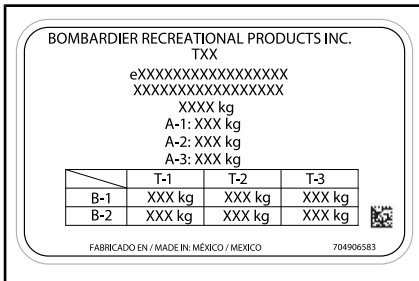 BOMBARDIER RECREATIONAL PRODUCTS INC.
TXX
eXXXXXXXXXXXXXXXXX
XXXXXXXXXXXXXXXXX
XXXX kg
A-1: XXX kg
A-2: XXX kg
A-3: XXX kg
T-1 T-2 T-3
B-1 XXX kg XXX kg XXX kg
B-2 XXX kg XXX kg XXX kg
FABRICADO EN / MADE IN: MÉXICO / MEXICO 704906583